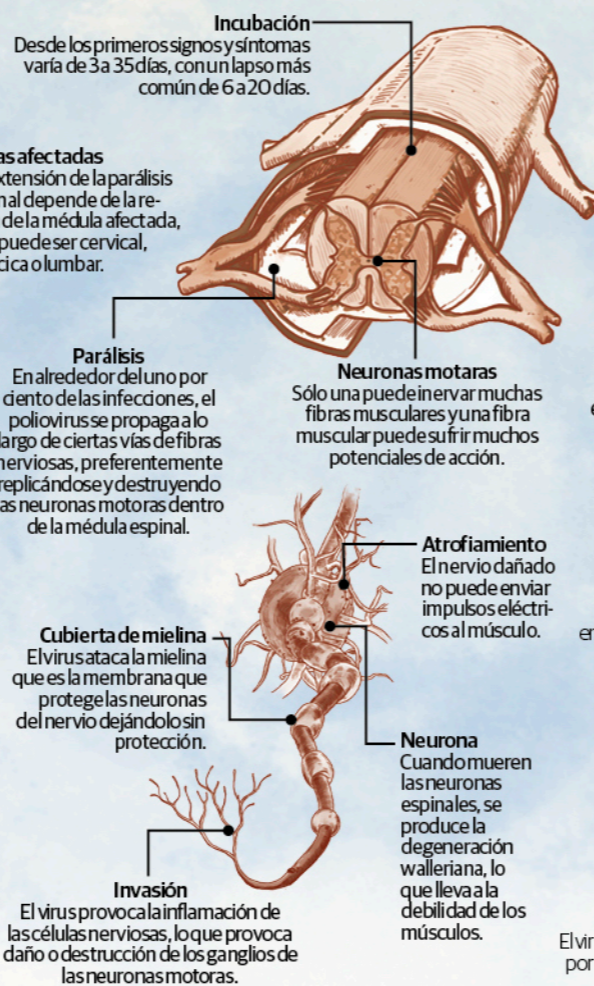 Incubación
Desde los primeros signos y síntomas
varía de 3 a 35 días, con un lapso más
común de 6 a 20 días.
as afectadas
xtensión de la parálisis
nal depende de la re-
de la médula afectada,
puede ser cervical,
cica o lumbar.
Parálisis
En alrededor del uno por
ciento de las infecciones, el
poliovirus se propaga a lo
largo de ciertas vías de fibras
nerviosas, preferentemente
replicándose y destruyendo
as neuronas motoras dentro
de la médula espinal.
Neuronas motaras
Sólo una puede inervar muchas
fibras musculares y una fibra
muscular puede sufrir muchos
potenciales de acción.
Atrofiamiento
El nervio dañado
no puede enviar
impulsos eléctri-
cos al músculo.
Cubierta de mielina
El virus ataca la mielina
que es la membrana que
protege las neuronas
del nervio dejándolo sin
protección.
Neurona
Cuando mueren
las neuronas
espinales, se
produce la
degeneración
walleriana, lo
que lleva a la
debilidad de los
músculos.
Invasión
El virus provoca la inflamación de
las células nerviosas, lo que provoca
daño o destrucción de los ganglios de
las neuronas motoras.
er
El vir
por